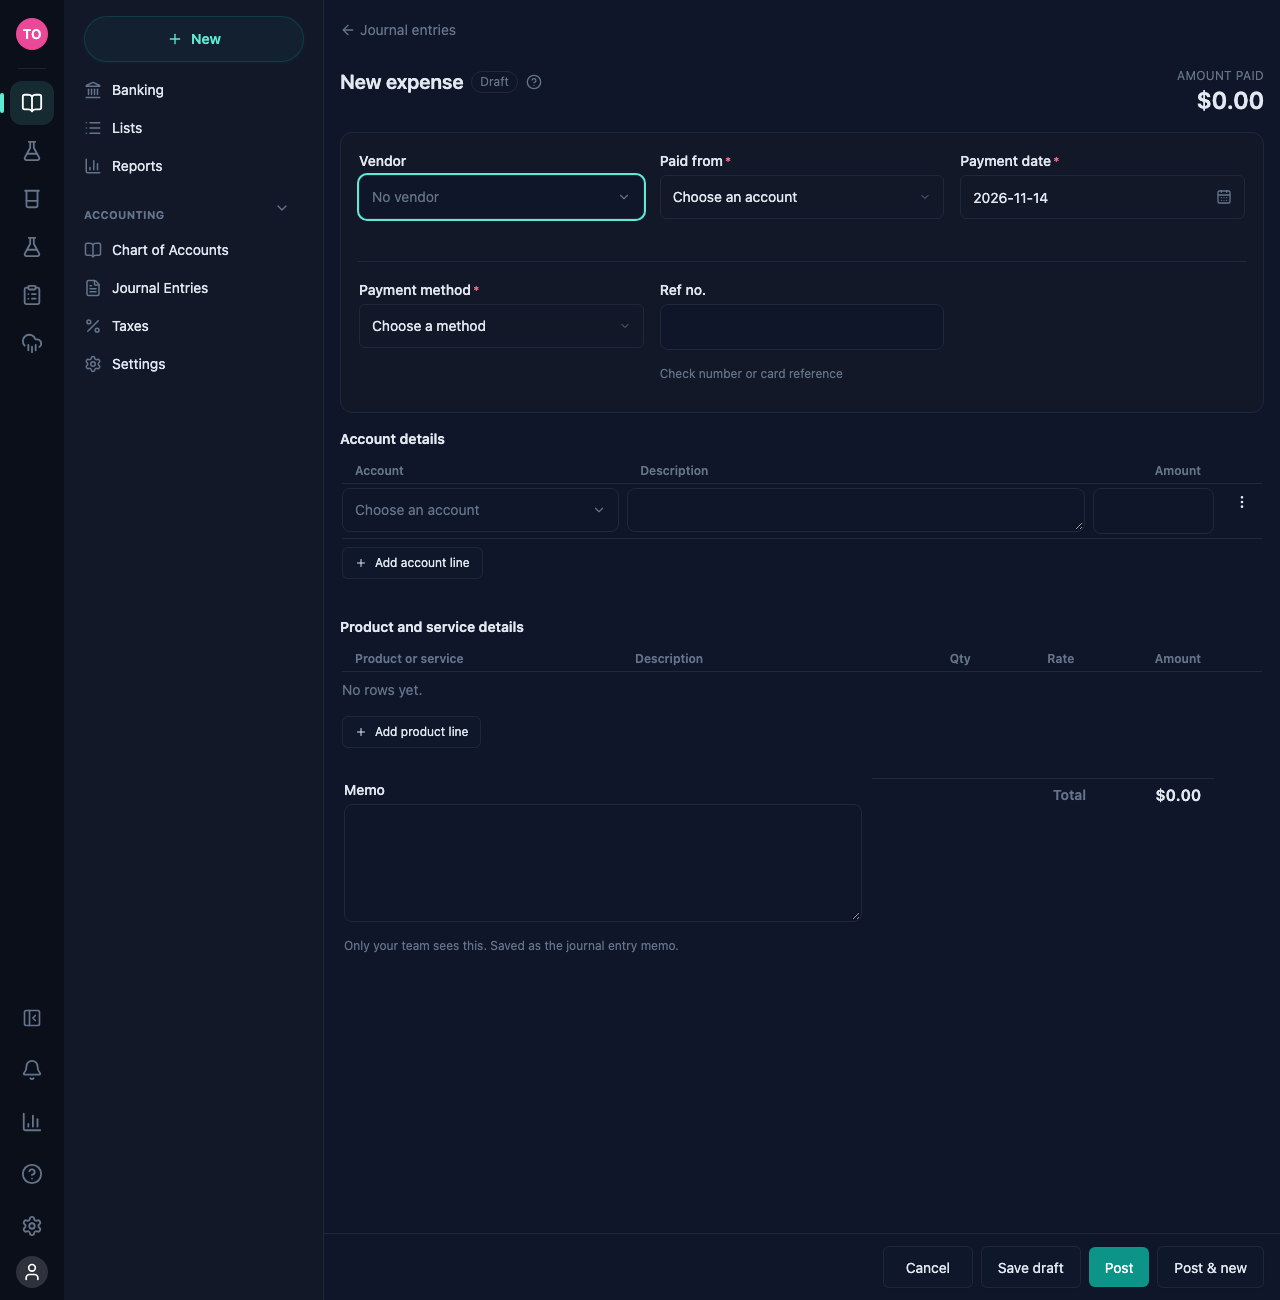 TO
New
Banking
Lists
Reports
ACCOUNTING
Chart of Accounts
Journal Entries
Taxes
Settings
Journal entries
New expense
Draft
AMOUNT PAID
$0.00
Vendor
Paid from*
Payment date*
No vendor
Choose an account
2026-11-14
Payment method*
Ref no.
Choose a method
Check number or card reference
Account details
Account
Description
Amount
Choose an account
Add account line
Product and service details
Product or service
Description
Qty
Rate
Amount
No rows yet.
Add product line
Memo
Total
$0.00
Only your team sees this. Saved as the journal entry memo.
Cancel
Save draft
Post
Post & new